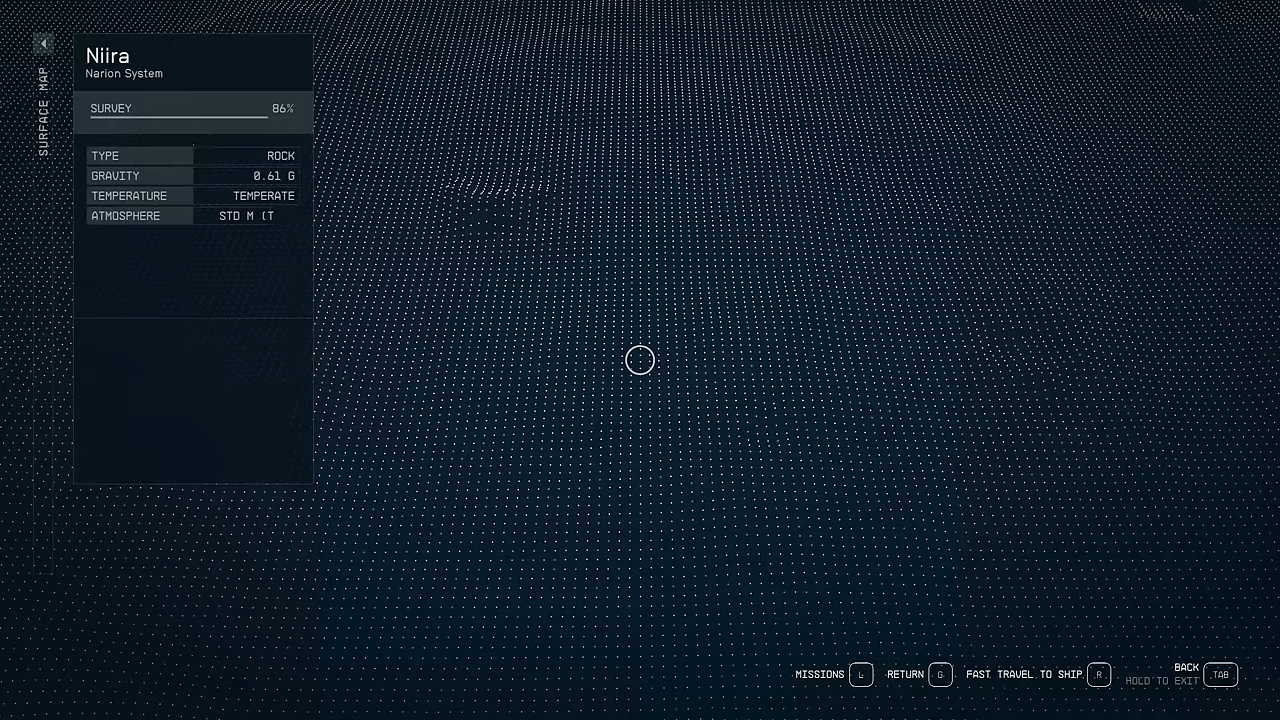 Niira
Narion System
SURFACE MAP
SURVEY 86%
TYPE ROCK
GRAVITY 0.61 G
TEMPERATURE TEMPERATE
ATMOSPHERE STD M (T
MISSIONS L RETURN G FAST TRAVEL TO SHIP R BACK TAB
HOLD TO EXIT